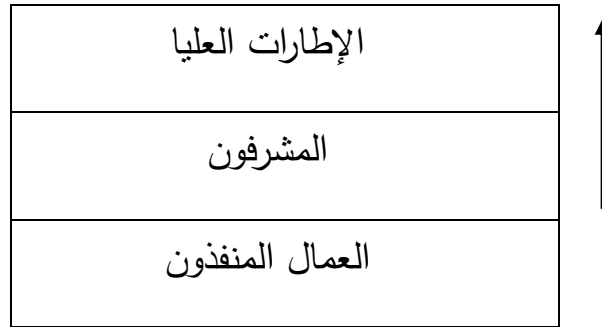 الإطارات العليا
المشرفون
العمال المنفذون